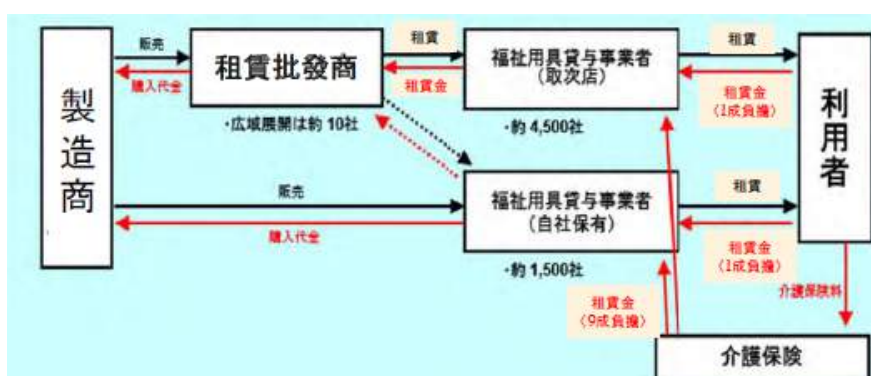 販売
租賃
租賃
製造商
租賃批發商
福祉用具貸与事業者
(取次店)
利用者
購入代金
租賃金
租賃金
(1成負擔)
・広域展開は約 10社
・約 4,500社
販売
租賃
福祉用具貸与事業者
(自社保有)
購入代金
租賃金
(1成負擔)
・約 1,500社
租賃金
(9成負擔)
介護保険料
介護保険